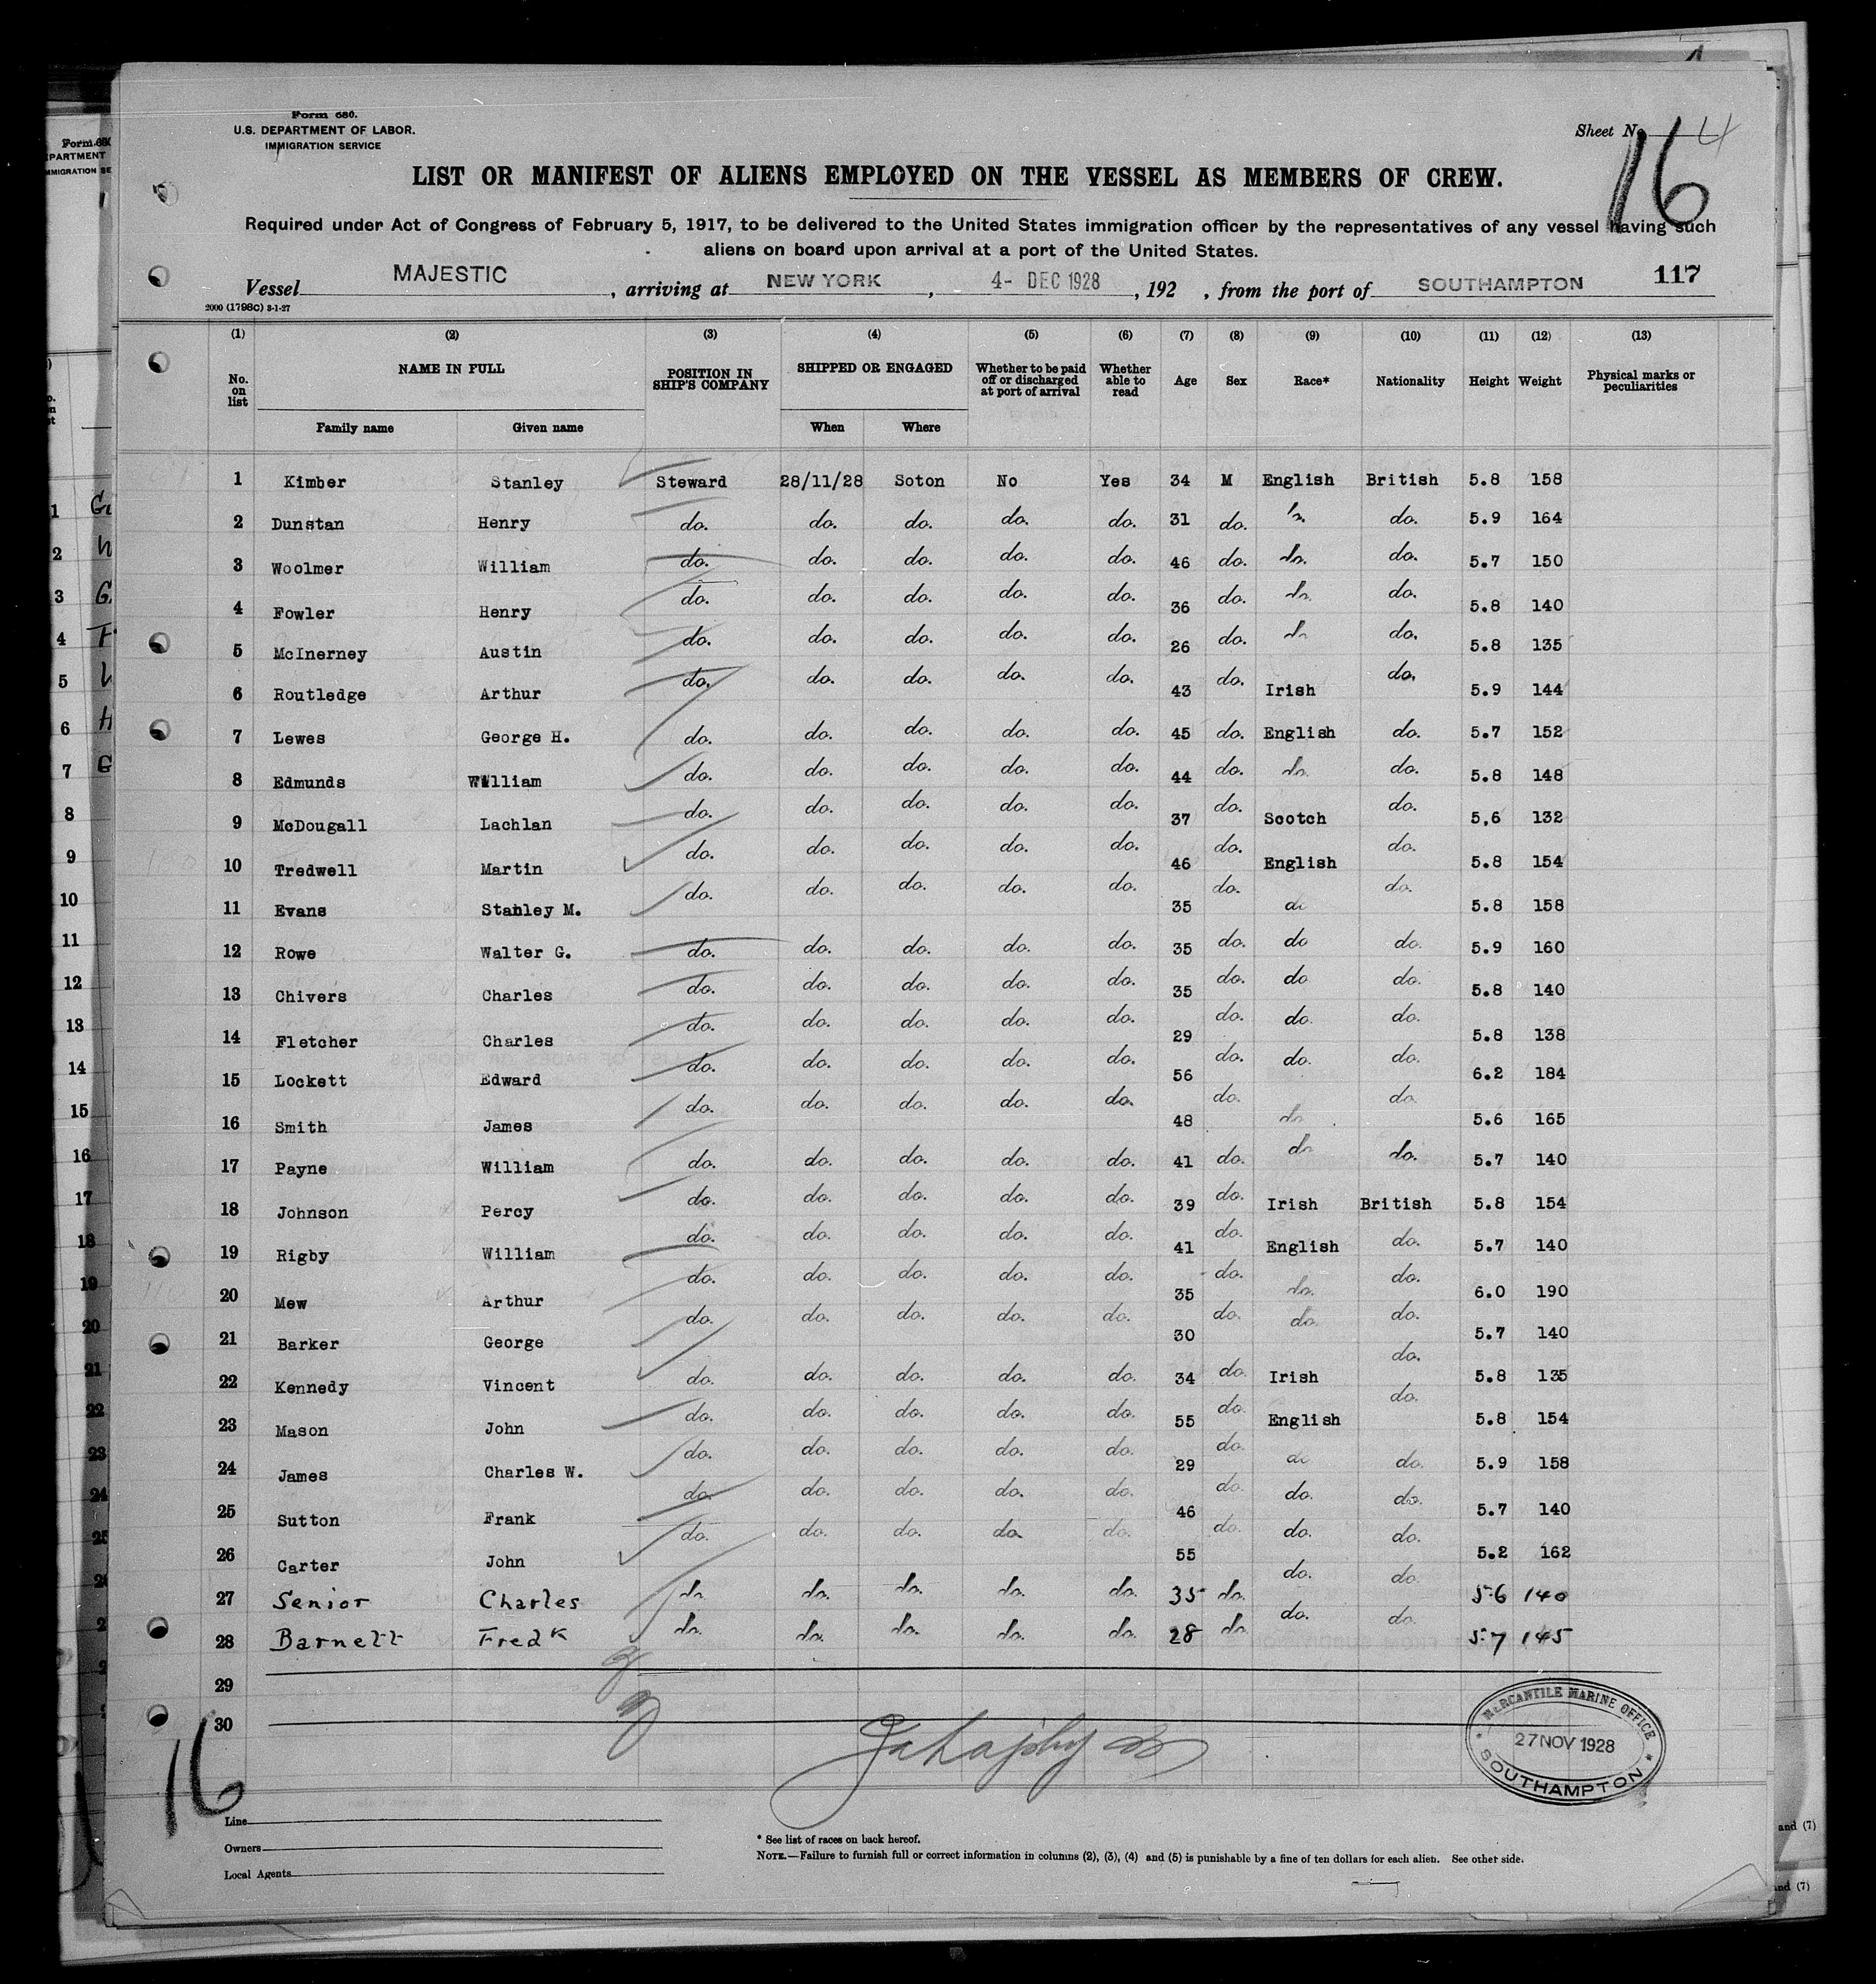 Form 680.
U.S. DEPARTMENT OF LABOR.
IMMIGRATION SERVICE
Sheet No. 4
16
LIST OR MANIFEST OF ALIENS EMPLOYED ON THE VESSEL AS MEMBERS OF CREW.
Required under Act of Congress of February 5, 1917, to be delivered to the United States immigration officer by the representatives of any vessel having such
aliens on board upon arrival at a port of the United States.
Vessel MAJESTIC, arriving at NEW YORK, 4- DEC 1928, 192 , from the port of SOUTHAMPTON 117
2000 (1798C) 3-1-27
(1) (2) (3) (4) (5) (6) (7) (8) (9) (10) (11) (12) (13)
No. on list NAME IN FULL POSITION IN SHIP'S COMPANY SHIPPED OR ENGAGED Whether to be paid off or discharged at port of arrival Whether able to read Age Sex Race* Nationality Height Weight Physical marks or peculiarities
Family name Given name When Where
1 Kimber Stanley Steward 28/11/28 Soton No Yes 34 M English British 5.8 158
2 Dunstan Henry do. do. do. do. do. 31 do. do. do. 5.9 164
3 Woolmer William do. do. do. do. do. 46 do. do. do. 5.7 150
4 Fowler Henry do. do. do. do. do. 36 do. do. do. 5.8 140
5 McInerney Austin do. do. do. do. do. 26 do. do. do. 5.8 135
6 Routledge Arthur do. do. do. do. do. 43 do. Irish do. 5.9 144
7 Lewes George H. do. do. do. do. do. 45 do. English do. 5.7 152
8 Edmunds William do. do. do. do. do. 44 do. do. do. 5.8 148
9 McDougall Lachlan do. do. do. do. do. 37 do. Scotch do. 5,6 132
10 Tredwell Martin do. do. do. do. do. 46 do. English do. 5.8 154
11 Evans Stanley M. do. do. do. do. do. 35 do. do do. 5.8 158
12 Rowe Walter G. do. do. do. do. do. 35 do. do do. 5.9 160
13 Chivers Charles do. do. do. do. do. 35 do. do do. 5.8 140
14 Fletcher Charles do. do. do. do. do. 29 do. do. do. 5.8 138
15 Lockett Edward do. do. do. do. do. 56 do. do. do. 6.2 184
16 Smith James do. do. do. do. do. 48 do. do. do. 5.6 165
17 Payne William do. do. do. do. do. 41 do. do. do. 5.7 140
18 Johnson Percy do. do. do. do. do. 39 do. Irish British 5.8 154
19 Rigby William do. do. do. do. do. 41 do. English do. 5.7 140
20 Mew Arthur do. do. do. do. do. 35 do. do. do. 6.0 190
21 Barker George do. do. do. do. do. 30 do. do. do. 5.7 140
22 Kennedy Vincent do. do. do. do. do. 34 do. Irish do. 5.8 135
23 Mason John do. do. do. do. do. 55 do. English do. 5.8 154
24 James Charles W. do. do. do. do. do. 29 do. do do. 5.9 158
25 Sutton Frank do. do. do. do. do. 46 do. do. do. 5.7 140
26 Carter John do. do. do. do. do. 55 do. do. do. 5.2 162
27 Senior Charles do. do. do. do. do. 35 do. do. do. 5.6 140
28 Barnett Fredk do. do. do. do. do. 28 do. do. do. 5.7 145
29
30
MERCANTILE MARINE OFFICE
27 NOV 1928
SOUTHAMPTON
16
Line
Owners
Local Agents
* See list of races on back hereof.
NOTE.—Failure to furnish full or correct information in columns (2), (3), (4) and (5) is punishable by a fine of ten dollars for each alien. See other side.